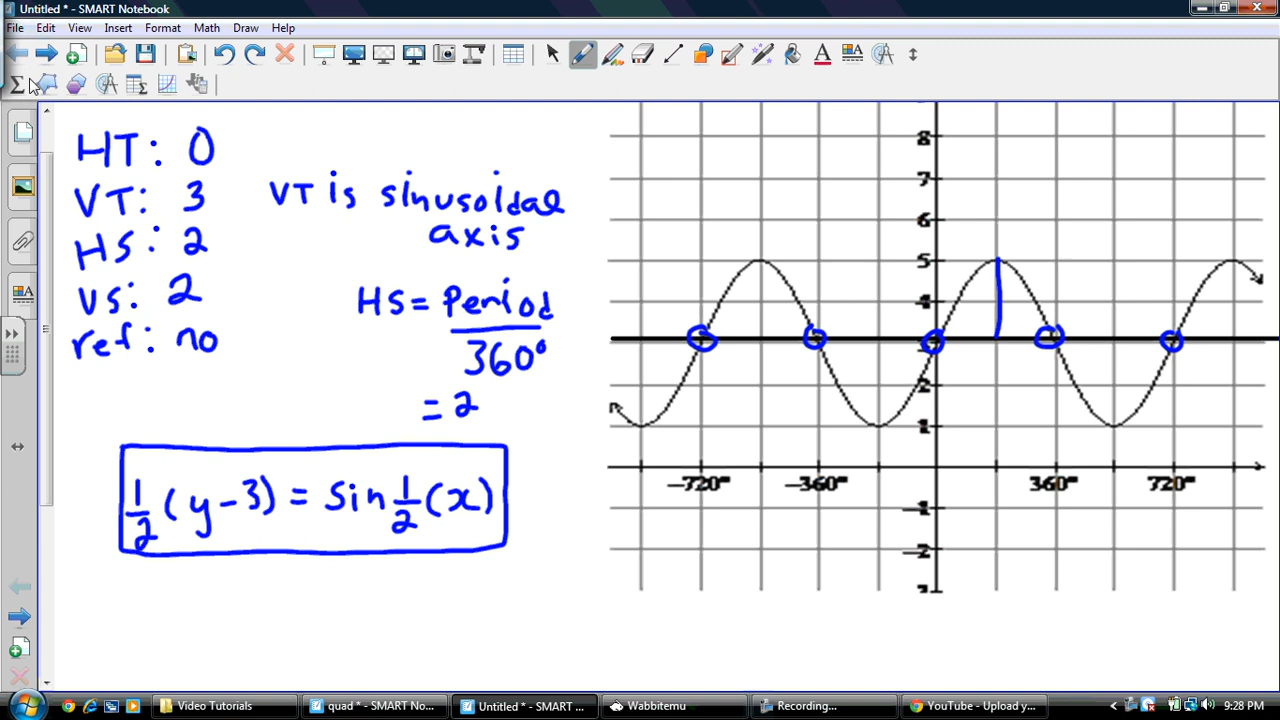 Untitled * - SMART Notebook
File Edit View Insert Format Math Draw Help
HT: 0
VT: 3
HS: 2
VS: 2
ref: no
VT is sinusoidal
axis
HS = Period
360°
= 2
1/2 (y-3) = sin 1/2 (x)
8
7
6
5
4
3
2
1
-720° -360° 360° 720°
-1
-2
Video Tutorials
quad * - SMART No...
Untitled * - SMART ...
Wabbitemu
Recording...
YouTube - Upload y...
9:28 PM